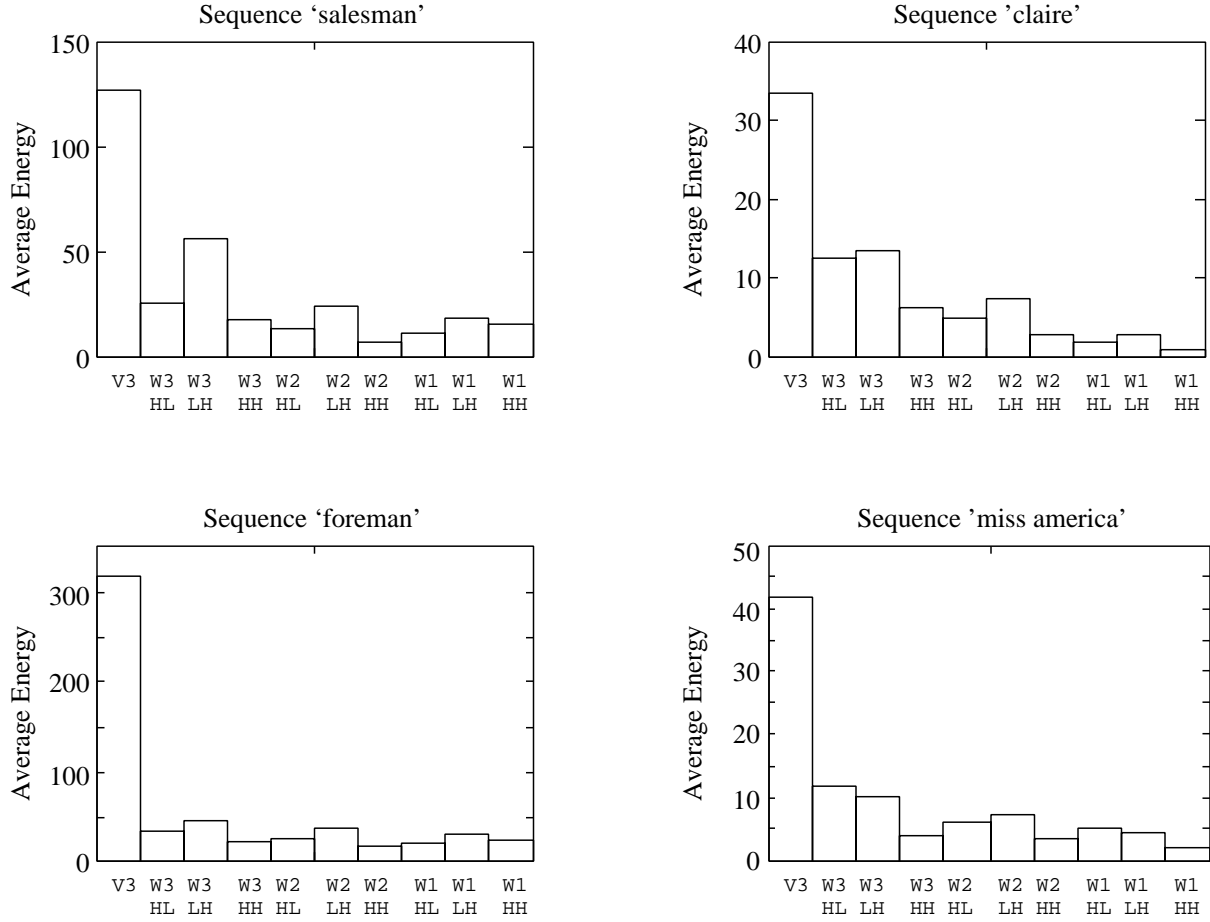 Sequence ‘salesman’
150
100
50
0
Average Energy
V3 W3 W3 W3 W2 W2 W2 W1 W1 W1
HL LH HH HL LH HH HL LH HH
Sequence ’claire’
40
30
20
10
0
Average Energy
V3 W3 W3 W3 W2 W2 W2 W1 W1 W1
HL LH HH HL LH HH HL LH HH
Sequence ‘foreman’
300
200
100
0
Average Energy
V3 W3 W3 W3 W2 W2 W2 W1 W1 W1
HL LH HH HL LH HH HL LH HH
Sequence ’miss america’
50
40
30
20
10
0
Average Energy
V3 W3 W3 W3 W2 W2 W2 W1 W1 W1
HL LH HH HL LH HH HL LH HH